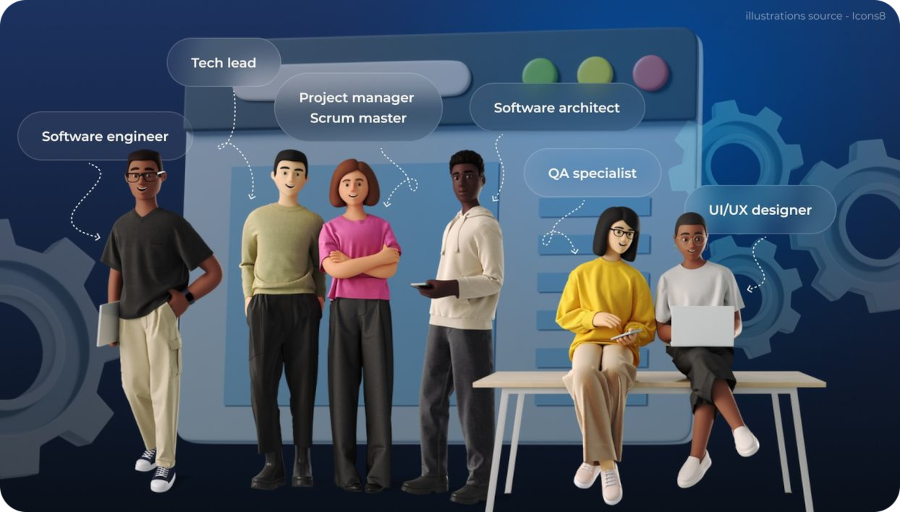 illustrations source - Icons8
Tech lead
Project manager
Scrum master
Software architect
Software engineer
QA specialist
UI/UX designer